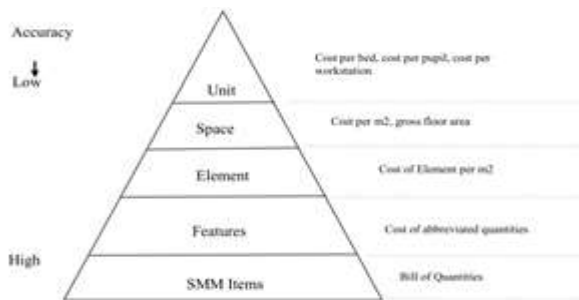 Accuracy
Cost per bed, cost per pupil, cost per
workstation
Low
Unit
Space
Cost per m2, gross floor area
Element
Cost of Element per m2
Features
Cost of abbreviated quantities
High
SMM Items
Bill of Quantities